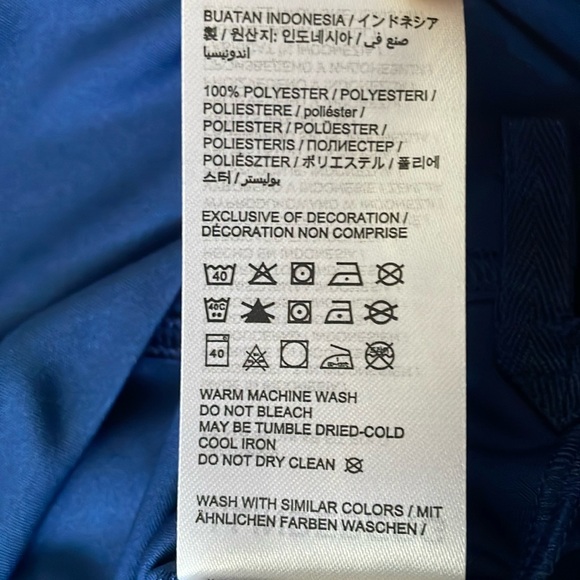 BUATAN INDONESIA / インドネシア
製 / 원산지: 인도네시아 / صنع في
اندونيسيا
100% POLYESTER / POLYESTERI /
POLIESTERE / poliéster /
POLIESTER / POLÜESTER /
POLIESTERIS / ПОЛИЕСТЕР /
POLIÉSZTER / ポリエステル / 폴리에
스터 / بوليستر
EXCLUSIVE OF DECORATION /
DÉCORATION NON COMPRISE
40
40C
40
WARM MACHINE WASH
DO NOT BLEACH
MAY BE TUMBLE DRIED-COLD
COOL IRON
DO NOT DRY CLEAN
WASH WITH SIMILAR COLORS / MIT
ÄHNLICHEN FARBEN WASCHEN /